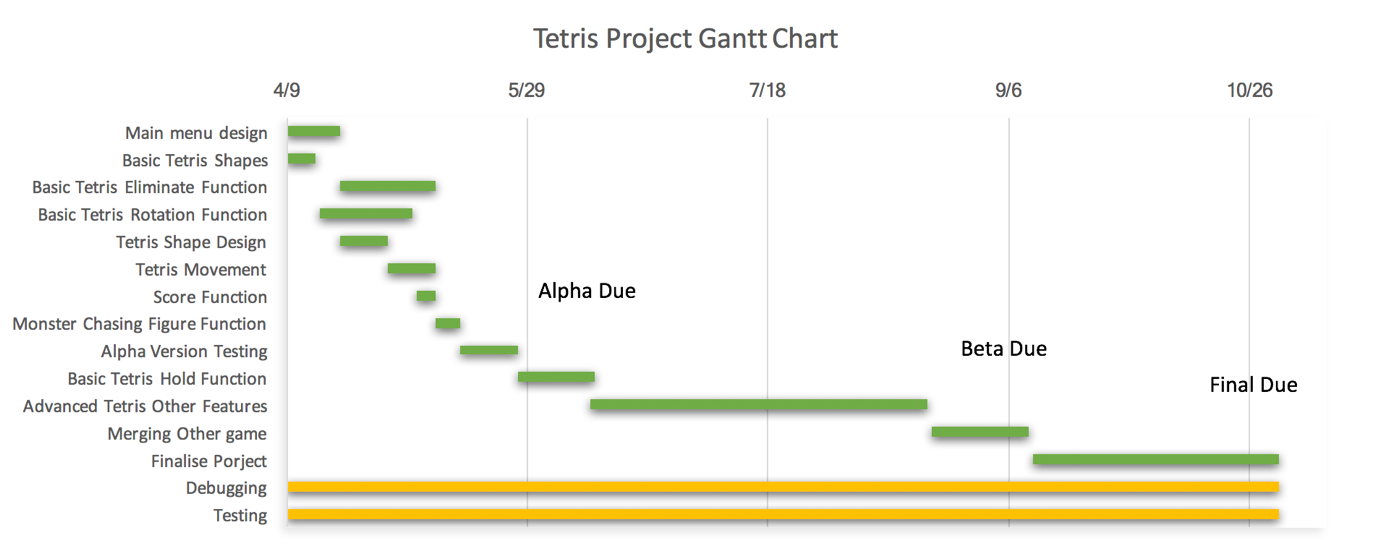 Tetris Project Gantt Chart
4/9 5/29 7/18 9/6 10/26
Main menu design
Basic Tetris Shapes
Basic Tetris Eliminate Function
Basic Tetris Rotation Function
Tetris Shape Design
Tetris Movement
Score Function
Alpha Due
Monster Chasing Figure Function
Alpha Version Testing
Beta Due
Basic Tetris Hold Function
Final Due
Advanced Tetris Other Features
Merging Other game
Finalise Porject
Debugging
Testing